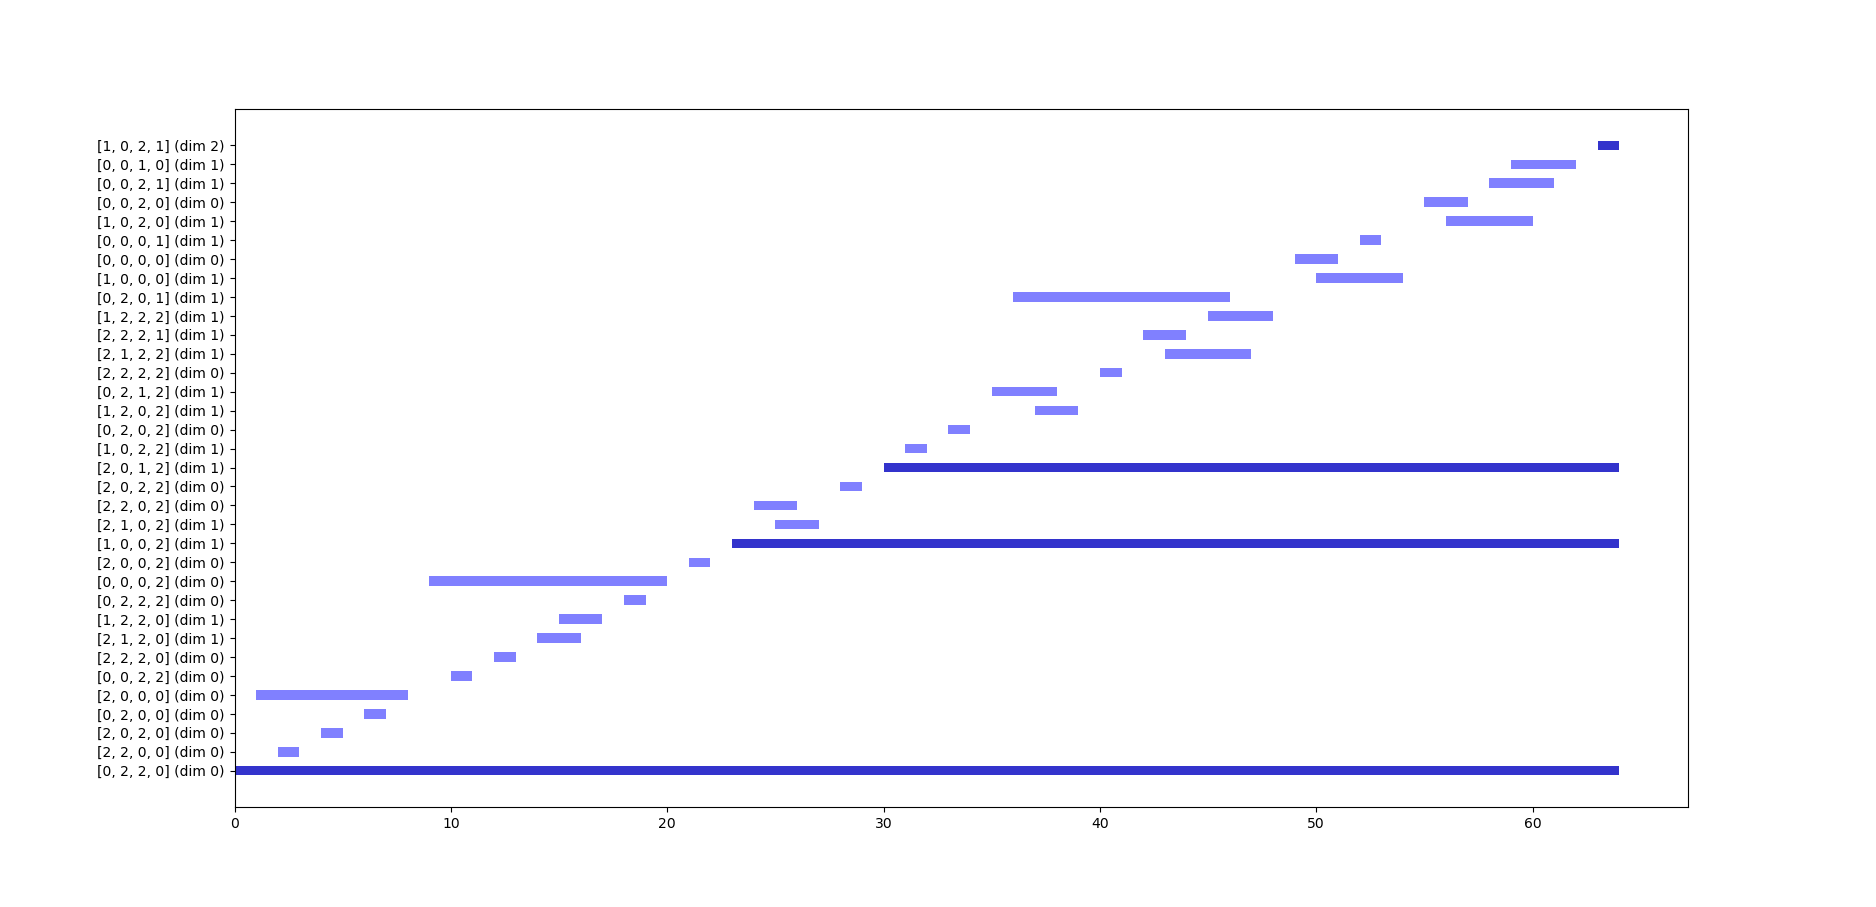 [1, 0, 2, 1] (dim 2)
[0, 0, 1, 0] (dim 1)
[0, 0, 2, 1] (dim 1)
[0, 0, 2, 0] (dim 0)
[1, 0, 2, 0] (dim 1)
[0, 0, 0, 1] (dim 1)
[0, 0, 0, 0] (dim 0)
[1, 0, 0, 0] (dim 1)
[0, 2, 0, 1] (dim 1)
[1, 2, 2, 2] (dim 1)
[2, 2, 2, 1] (dim 1)
[2, 1, 2, 2] (dim 1)
[2, 2, 2, 2] (dim 0)
[0, 2, 1, 2] (dim 1)
[1, 2, 0, 2] (dim 1)
[0, 2, 0, 2] (dim 0)
[1, 0, 2, 2] (dim 1)
[2, 0, 1, 2] (dim 1)
[2, 0, 2, 2] (dim 0)
[2, 2, 0, 2] (dim 0)
[2, 1, 0, 2] (dim 1)
[1, 0, 0, 2] (dim 1)
[2, 0, 0, 2] (dim 0)
[0, 0, 0, 2] (dim 0)
[0, 2, 2, 2] (dim 0)
[1, 2, 2, 0] (dim 1)
[2, 1, 2, 0] (dim 1)
[2, 2, 2, 0] (dim 0)
[0, 0, 2, 2] (dim 0)
[2, 0, 0, 0] (dim 0)
[0, 2, 0, 0] (dim 0)
[2, 0, 2, 0] (dim 0)
[2, 2, 0, 0] (dim 0)
[0, 2, 2, 0] (dim 0)
0 10 20 30 40 50 60